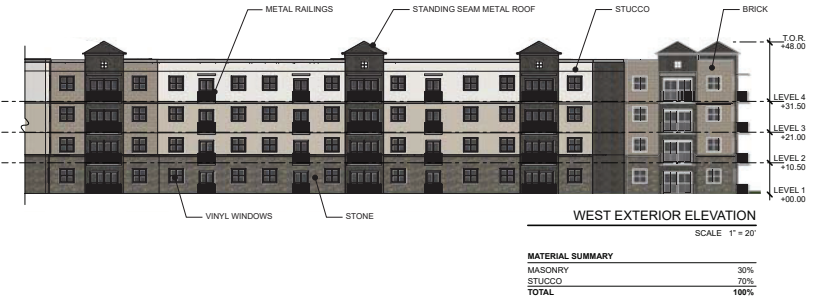 METAL RAILINGS
STANDING SEAM METAL ROOF
STUCCO
BRICK
T.O.R.
+48.00
LEVEL 4
+31.50
LEVEL 3
+21.00
LEVEL 2
+10.50
LEVEL 1
+00.00
VINYL WINDOWS
STONE
WEST EXTERIOR ELEVATION
SCALE 1" = 20'
MATERIAL SUMMARY
MASONRY 30%
STUCCO 70%
TOTAL 100%